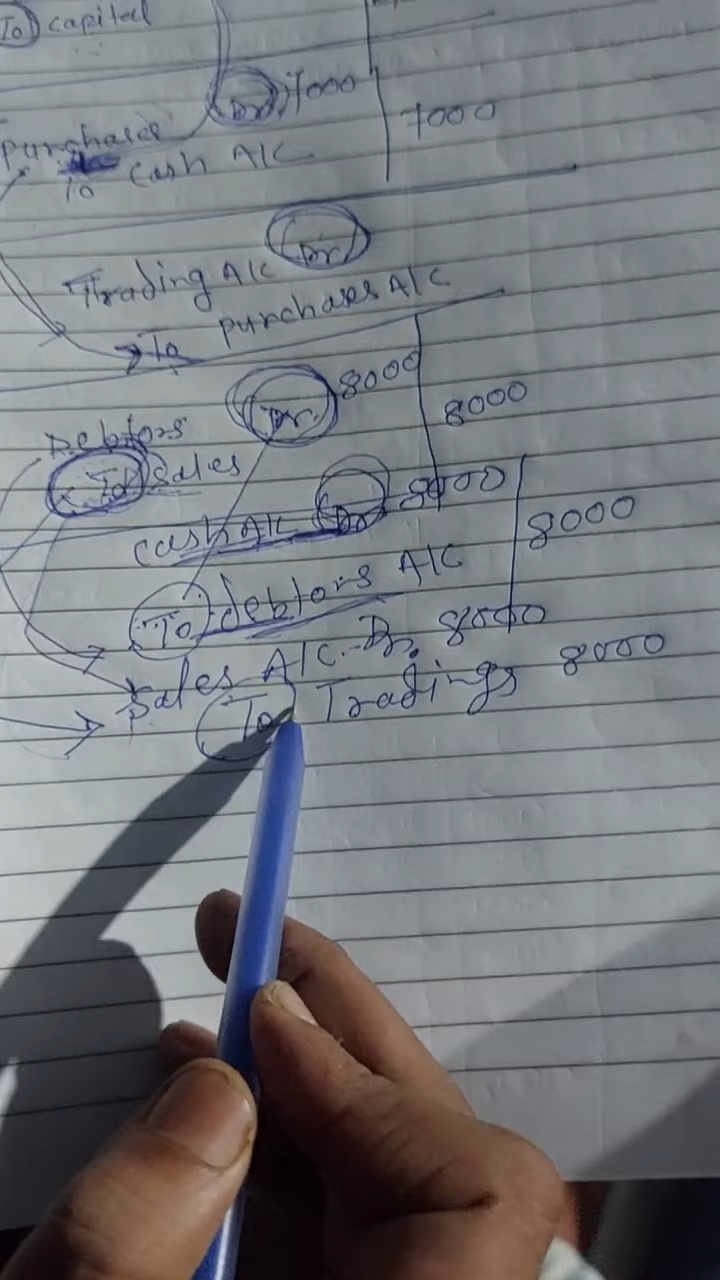 To capital
Purchases Dr. 7000
To Cash A/C 7000
Trading A/C Dr.
To purchases A/C
Debtors Dr. 8000
To Sales 8000
Cash A/C Dr 8000
To debtors A/C 8000
Sales A/C. Dr. 8000
To Tradings 8000